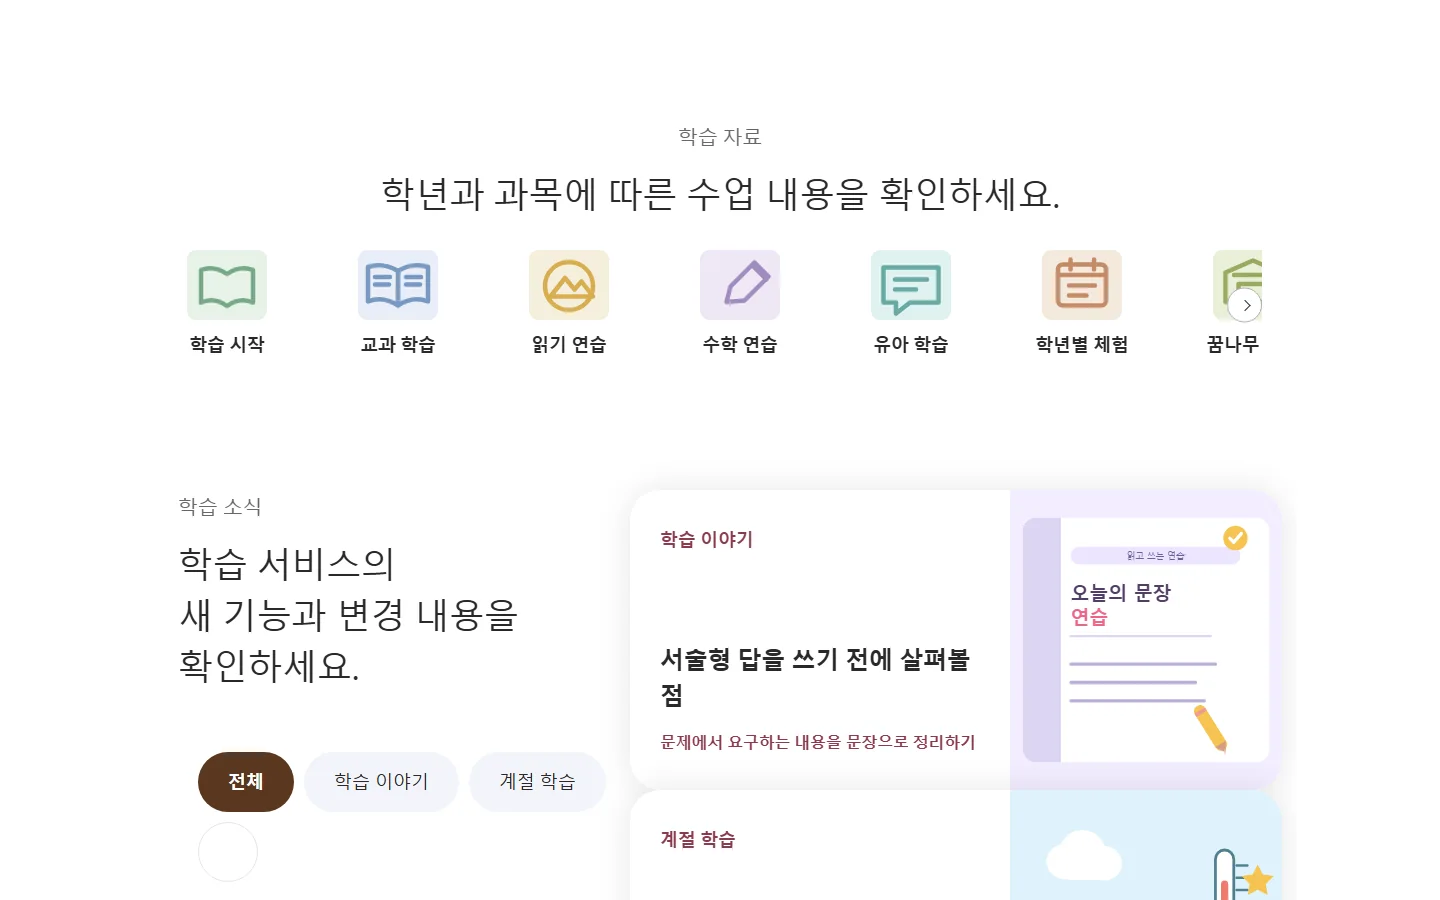 학습 자료
학년과 과목에 따른 수업 내용을 확인하세요.
학습 시작
교과 학습
읽기 연습
수학 연습
유아 학습
학년별 체험
꿈나무
학습 소식
학습 서비스의
새 기능과 변경 내용을
확인하세요.
전체
학습 이야기
계절 학습
학습 이야기
서술형 답을 쓰기 전에 살펴볼
점
문제에서 요구하는 내용을 문장으로 정리하기
읽고 쓰는 연습
오늘의 문장
연습
계절 학습